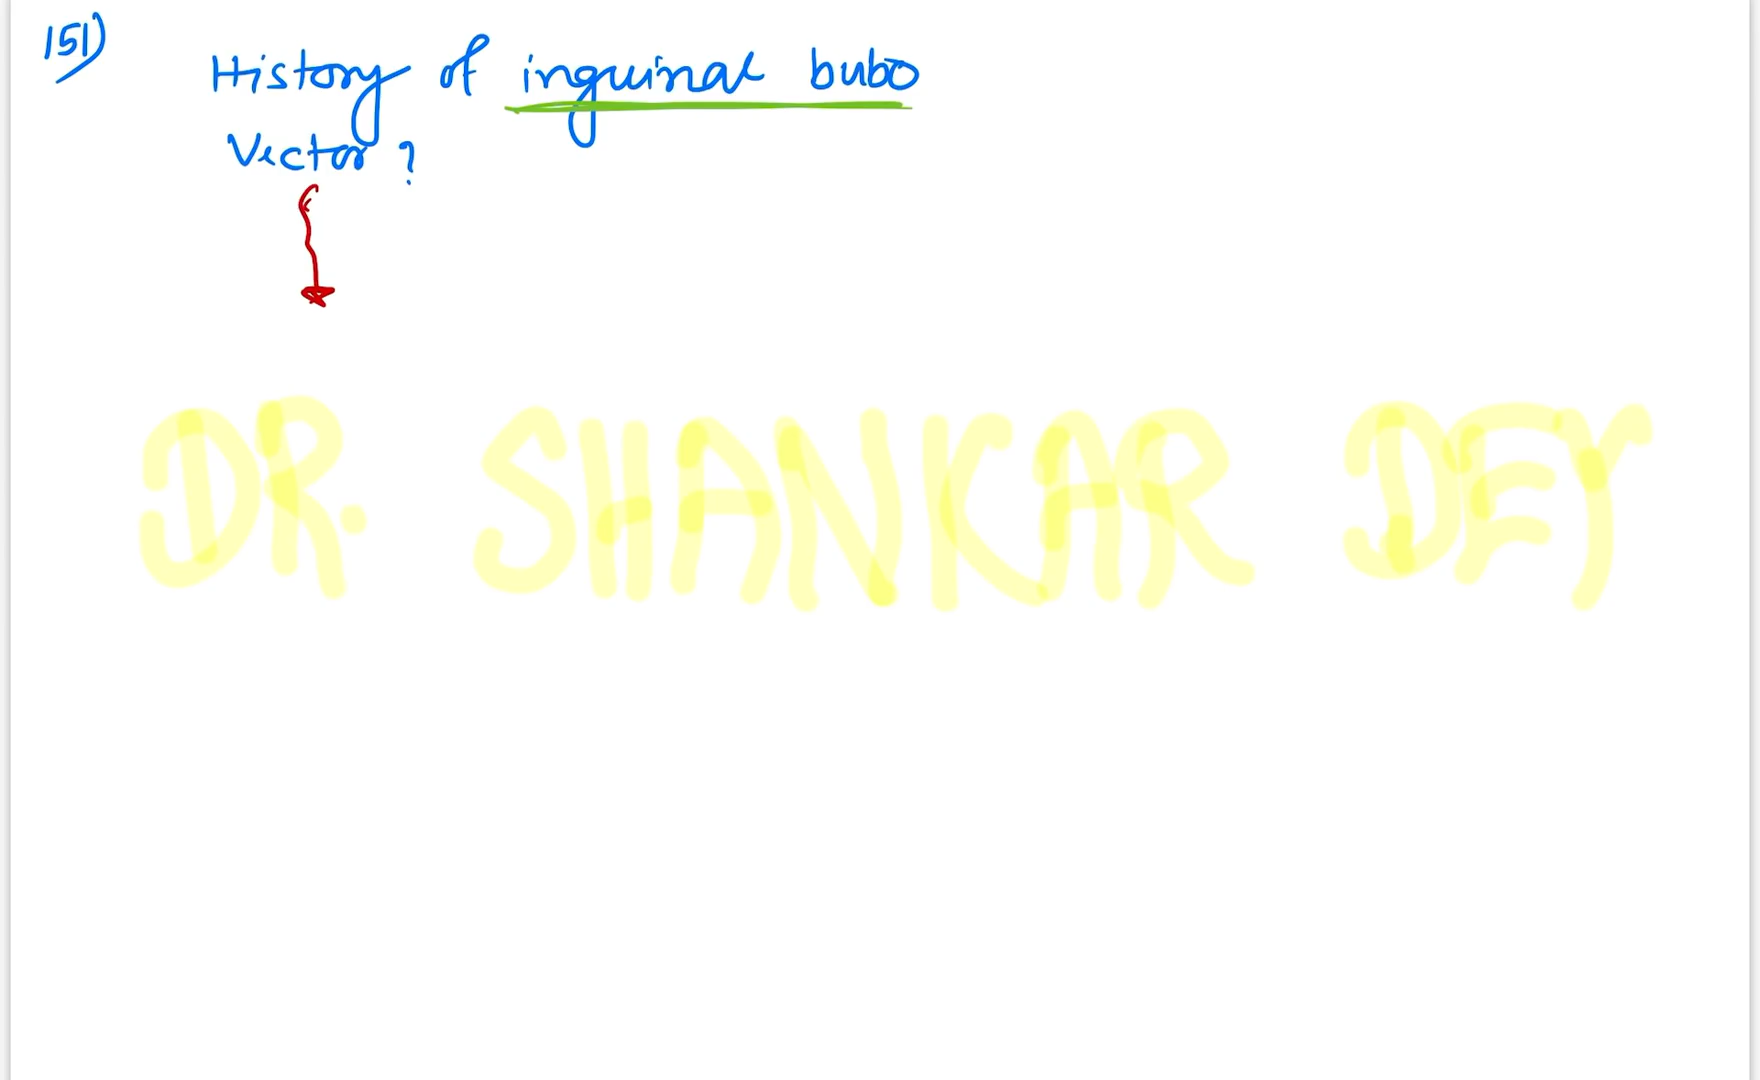 151)
History of inguinal bubo
Vector ?
DR. SHANKAR DEY